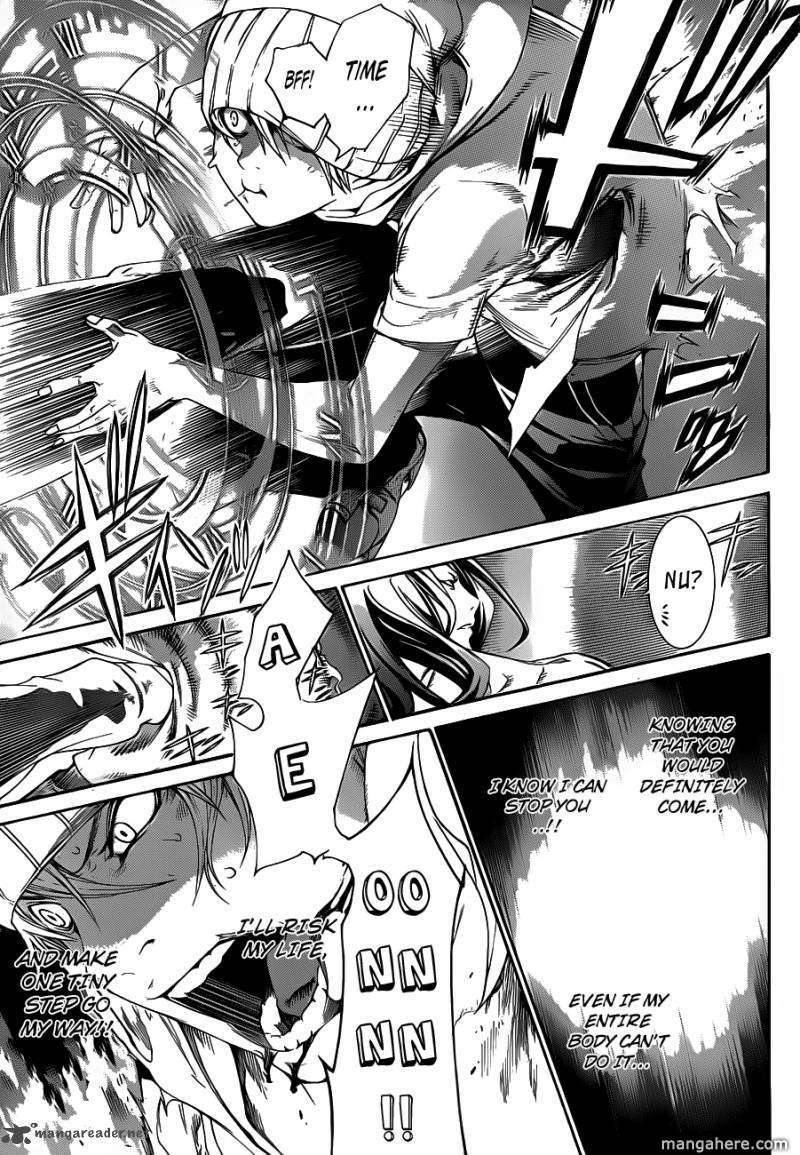 TIME
...
BFF!
NU?
A
E
OO
NN
NN
!!
KNOWING
THAT YOU
WOULD
DEFINITELY
COME...
I KNOW I CAN
STOP YOU
..!!
EVEN IF MY
ENTIRE
BODY CAN'T
DO IT...
I'LL RISK
MY LIFE,
AND MAKE
ONE TINY
STEP GO
MY WAY!!
mangareader.net
mangahere.com